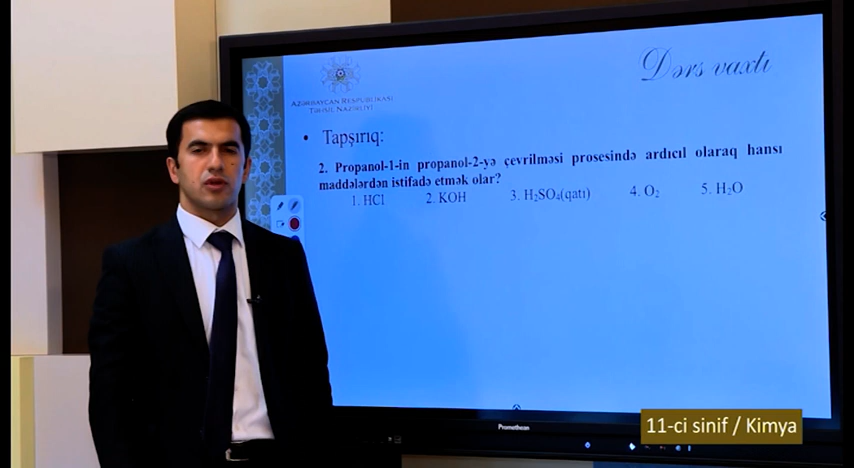 Dərs vaxtı
AZƏRBAYCAN RESPUBLİKASI
TƏHSİL NAZİRLİYİ
• Tapşırıq:
2. Propanol-1-in propanol-2-yə çevrilməsi prosesində ardıcıl olaraq hansı
maddələrdən istifadə etmək olar?
1. HCl 2. KOH 3. H₂SO₄(qatı) 4. O₂ 5. H₂O
Promethean
11-ci sinif / Kimya